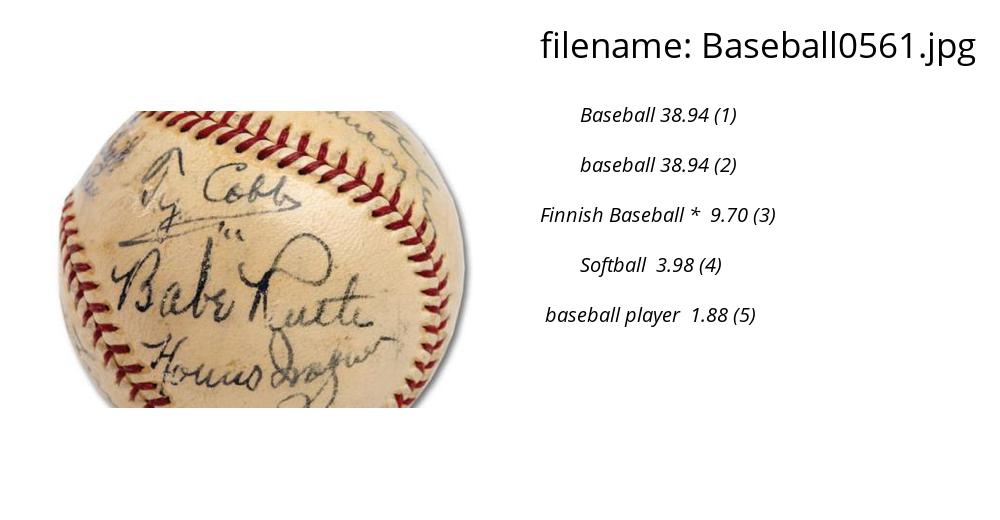 filename: Baseball0561.jpg
Baseball 38.94 (1)
baseball 38.94 (2)
Finnish Baseball * 9.70 (3)
Softball 3.98 (4)
baseball player 1.88 (5)
Ty Cobb
Babe Ruth
Honus Wagner